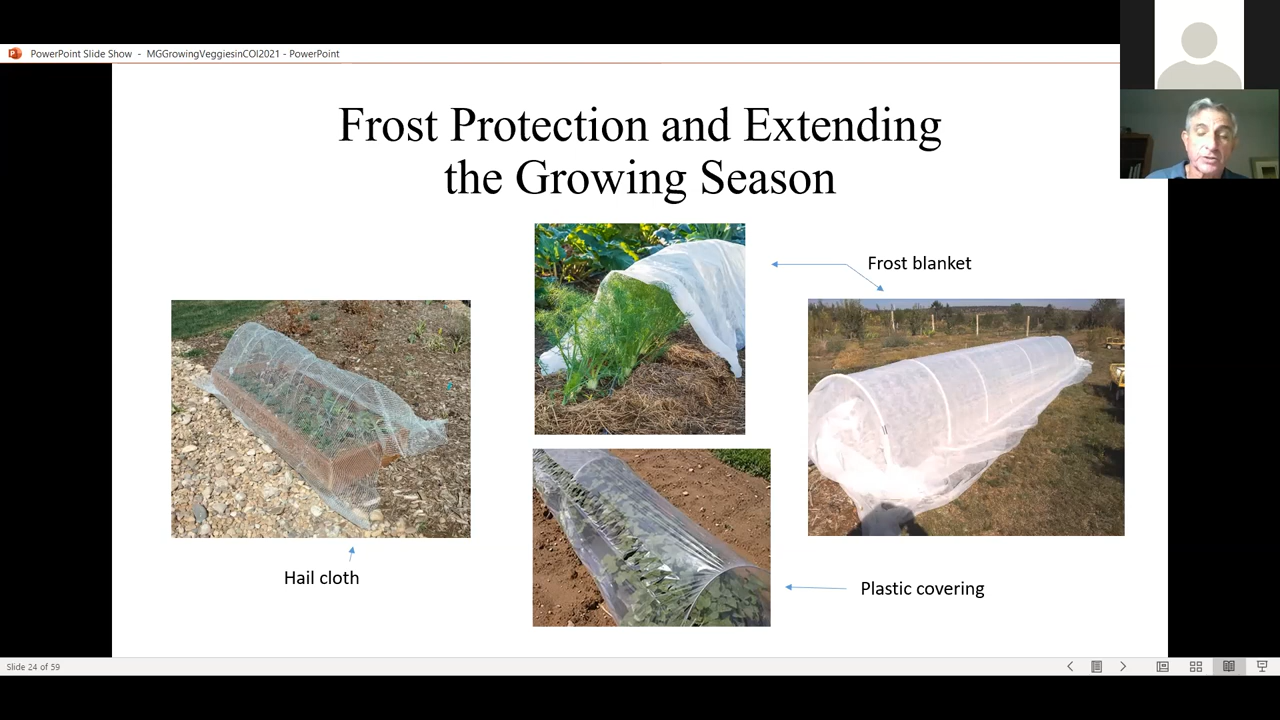 PowerPoint Slide Show - MGGrowingVeggiesinCOI2021 - PowerPoint
Frost Protection and Extending
the Growing Season
Frost blanket
Hail cloth
Plastic covering
Slide 24 of 59